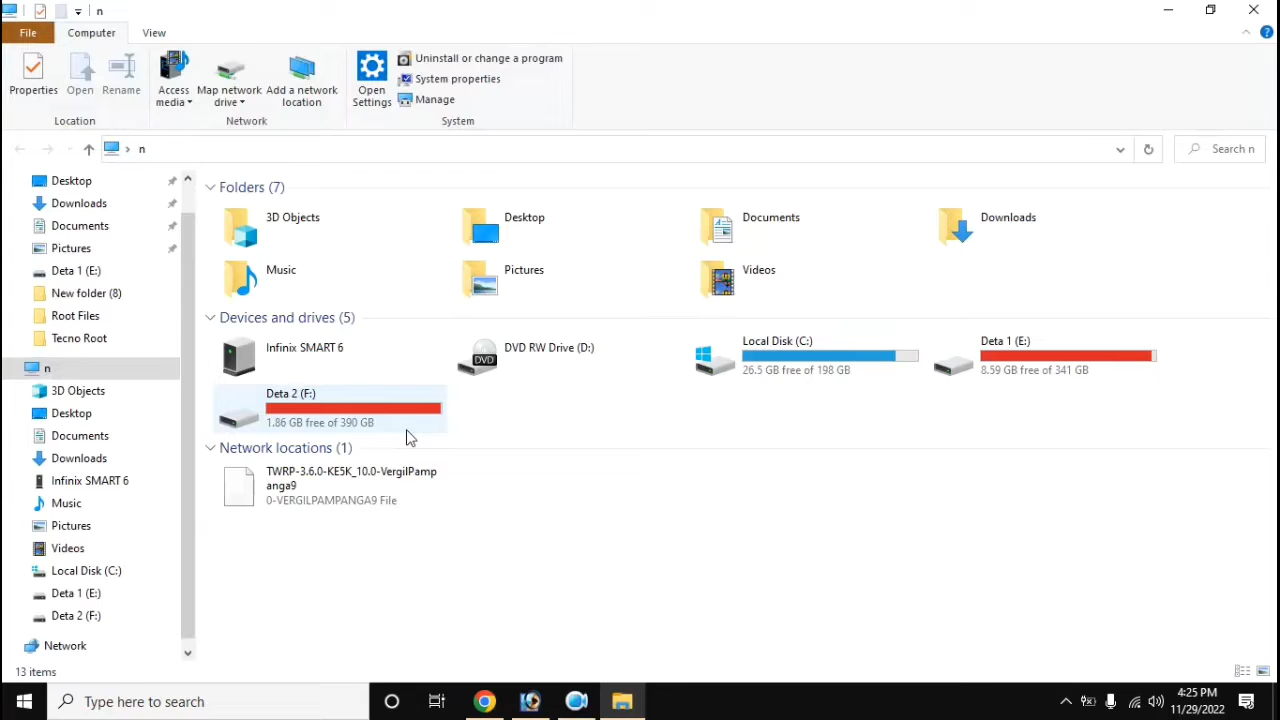 n
File
Computer
View
Properties
Open
Rename
Access media
Map network drive
Add a network location
Open Settings
Uninstall or change a program
System properties
Manage
Location
Network
System
n
Search n
Desktop
Downloads
Documents
Pictures
Deta 1 (E:)
New folder (8)
Root Files
Tecno Root
n
3D Objects
Desktop
Documents
Downloads
Infinix SMART 6
Music
Pictures
Videos
Local Disk (C:)
Deta 1 (E:)
Deta 2 (F:)
Network
Folders (7)
3D Objects
Desktop
Documents
Downloads
Music
Pictures
Videos
Devices and drives (5)
Infinix SMART 6
DVD RW Drive (D:)
DVD
Local Disk (C:)
26.5 GB free of 198 GB
Deta 1 (E:)
8.59 GB free of 341 GB
Deta 2 (F:)
1.86 GB free of 390 GB
Network locations (1)
TWRP-3.6.0-KE5K_10.0-VergilPamp
anga9
0-VERGILPAMPANGA9 File
13 items
Type here to search
4:25 PM
11/29/2022